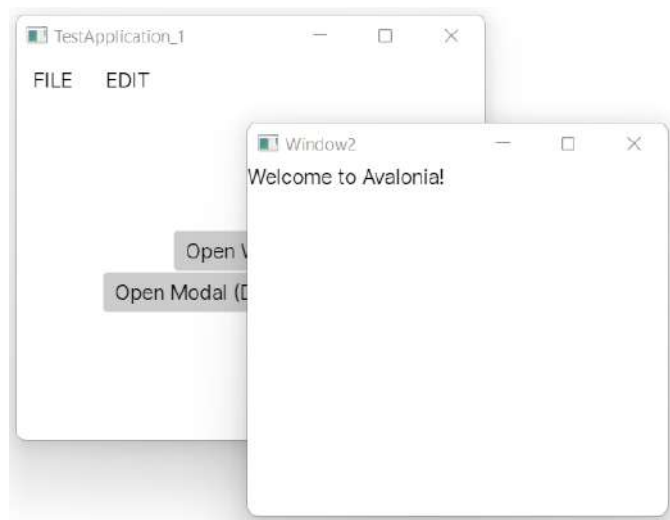 TestApplication_1
FILE EDIT
Window2
Welcome to Avalonia!
Open
Open Modal (